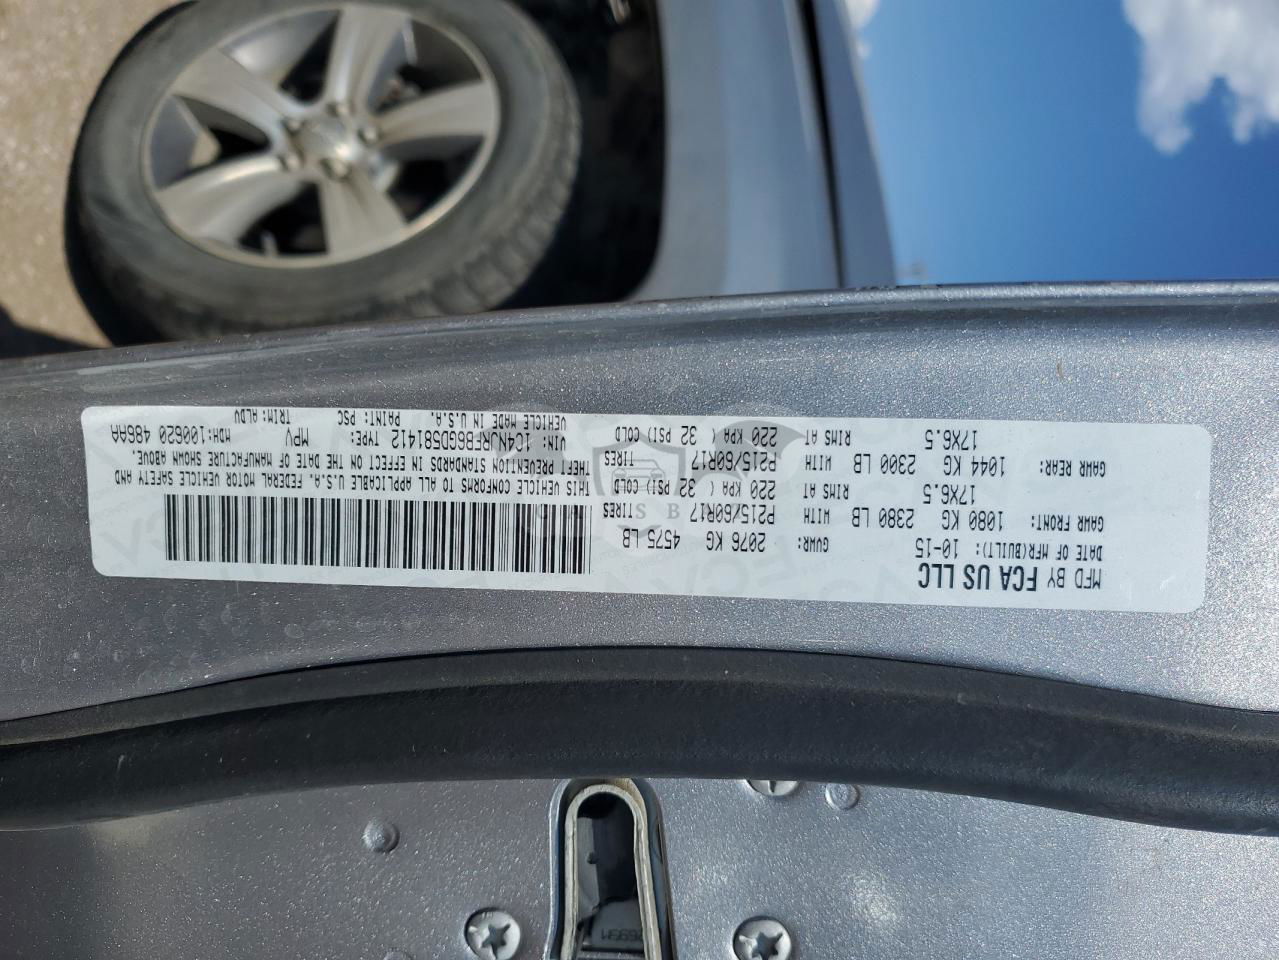 MFD BY FCA US LLC
DATE OF MFR(BUILT): 10-15 GVWR: 2076 KG 4575 LB
GAWR FRONT: 1080 KG 2380 LB WITH P215/60R17 TIRES
17X6.5 RIMS AT 220 KPA ( 32 PSI) COLD
GAWR REAR: 1044 KG 2300 LB WITH P215/60R17 TIRES
17X6.5 RIMS AT 220 KPA ( 32 PSI) COLD
THIS VEHICLE CONFORMS TO ALL APPLICABLE U.S.A. FEDERAL MOTOR VEHICLE SAFETY AND
THEFT PREVENTION STANDARDS IN EFFECT ON THE DATE OF MANUFACTURE SHOWN ABOVE.
VIN: 1C4NJRFB6GD581412 TYPE: MPV MDH:100620 486AA
VEHICLE MADE IN U.S.A. PAINT: PSC TRIM: ALDV